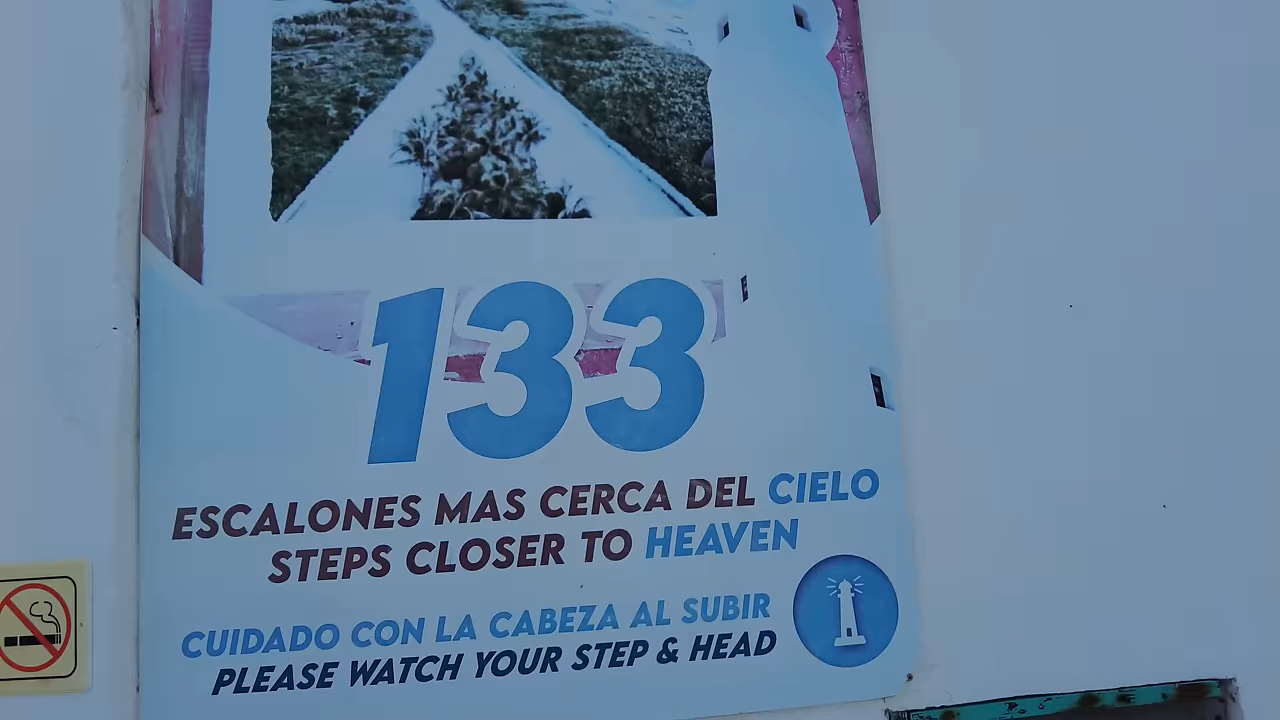 133
ESCALONES MAS CERCA DEL CIELO
STEPS CLOSER TO HEAVEN
CUIDADO CON LA CABEZA AL SUBIR
PLEASE WATCH YOUR STEP & HEAD